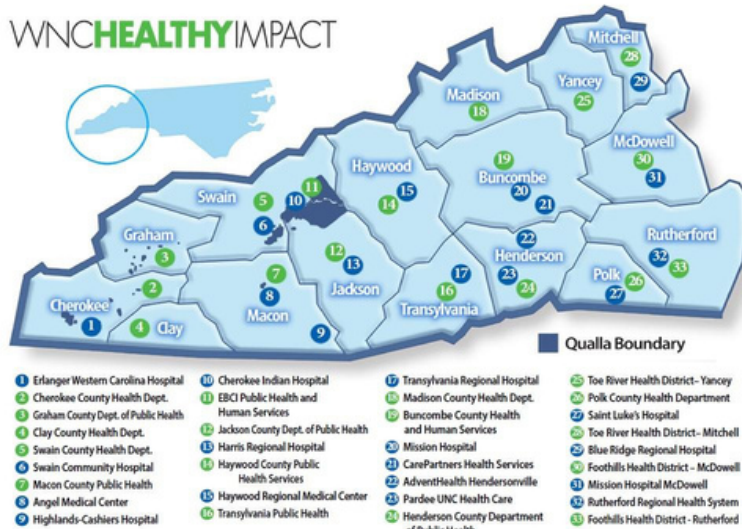 WNCHEALTHYIMPACT
Mitchell
28
29
Yancey
25
Madison
18
McDowell
30
31
Haywood
15
14
19
Buncombe
20
21
Swain
5
10
11
6
Graham
3
Rutherford
32
33
22
Henderson
23
24
Polk
26
27
12
13
Jackson
17
16
Transylvania
7
8
Macon
9
2
Cherokee
1
4
Clay
Qualla Boundary
1 Erlanger Western Carolina Hospital
2 Cherokee County Health Dept.
3 Graham County Dept. of Public Health
4 Clay County Health Dept.
5 Swain County Health Dept.
6 Swain Community Hospital
7 Macon County Public Health
8 Angel Medical Center
9 Highlands-Cashiers Hospital
10 Cherokee Indian Hospital
11 EBCI Public Health and
Human Services
12 Jackson County Dept. of Public Health
13 Harris Regional Hospital
14 Haywood County Public
Health Services
15 Haywood Regional Medical Center
16 Transylvania Public Health
17 Transylvania Regional Hospital
18 Madison County Health Dept.
19 Buncombe County Health
and Human Services
20 Mission Hospital
21 CarePartners Health Services
22 AdventHealth Hendersonville
23 Pardee UNC Health Care
24 Henderson County Department
of Public Health
25 Toe River Health District– Yancey
26 Polk County Health Department
27 Saint Luke's Hospital
28 Toe River Health District– Mitchell
29 Blue Ridge Regional Hospital
30 Foothills Health District – McDowell
31 Mission Hospital McDowell
32 Rutherford Regional Health System
33 Foothills Health District - Rutherford